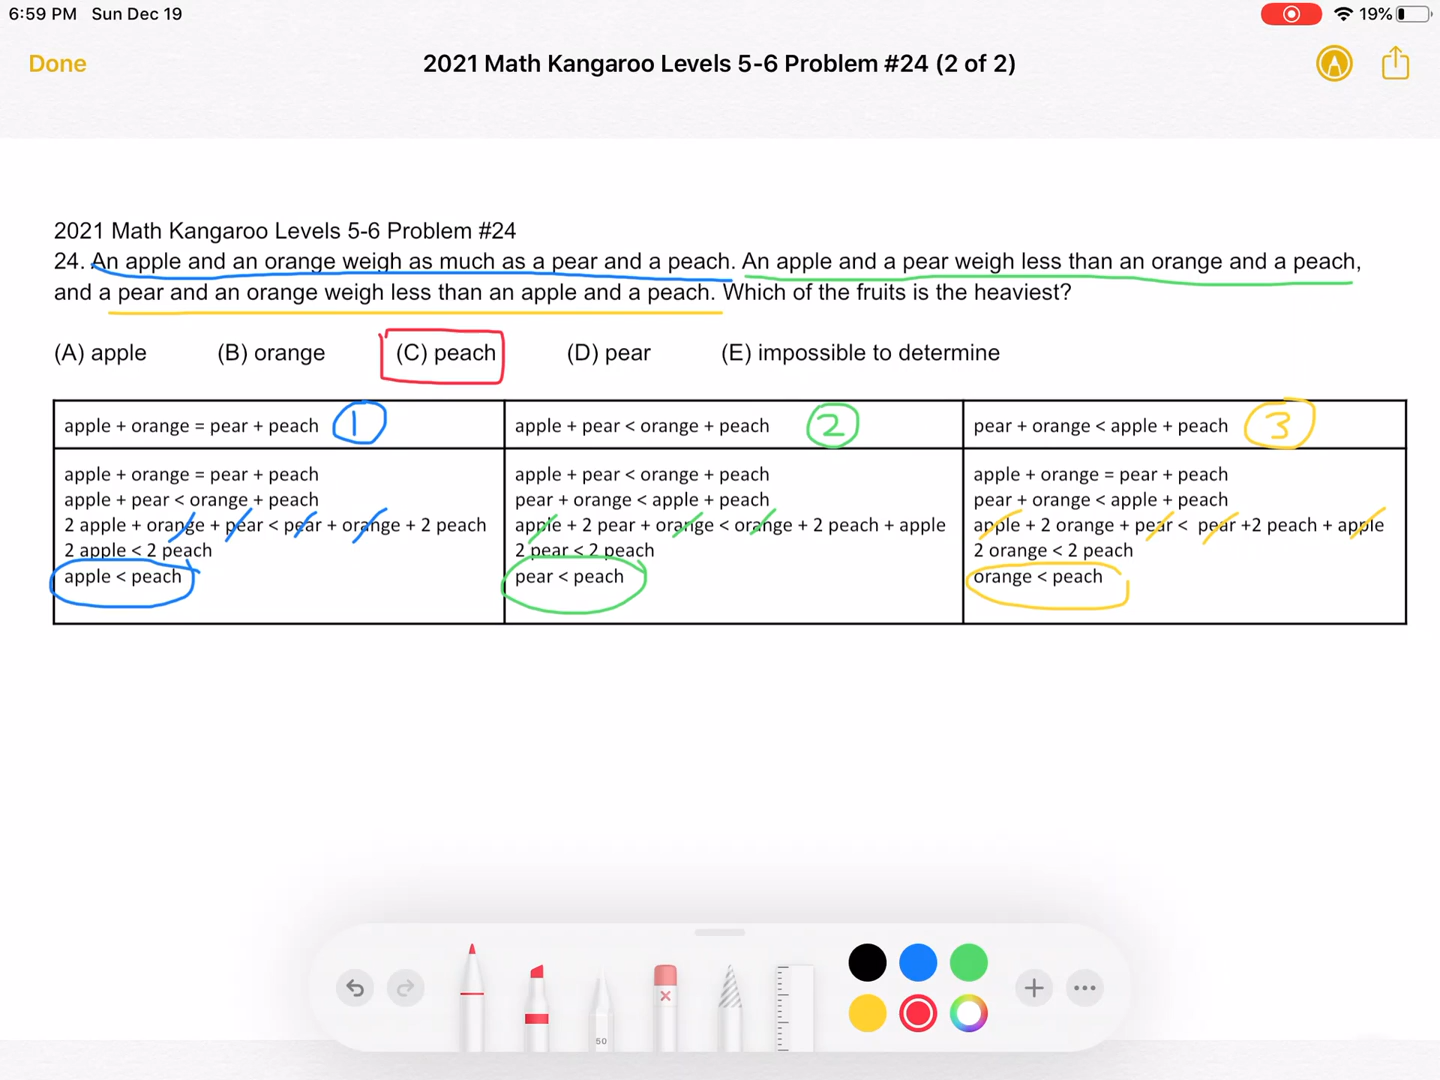 6:59 PM Sun Dec 19
19%
Done
2021 Math Kangaroo Levels 5-6 Problem #24 (2 of 2)
2021 Math Kangaroo Levels 5-6 Problem #24
24. An apple and an orange weigh as much as a pear and a peach. An apple and a pear weigh less than an orange and a peach,
and a pear and an orange weigh less than an apple and a peach. Which of the fruits is the heaviest?
(A) apple (B) orange (C) peach (D) pear (E) impossible to determine
apple + orange = pear + peach 1
apple + pear < orange + peach 2
pear + orange < apple + peach 3
apple + orange = pear + peach
apple + pear < orange + peach
2 apple + orange + pear < pear + orange + 2 peach
2 apple < 2 peach
apple < peach
apple + pear < orange + peach
pear + orange < apple + peach
apple + 2 pear + orange < orange + 2 peach + apple
2 pear < 2 peach
pear < peach
apple + orange = pear + peach
pear + orange < apple + peach
apple + 2 orange + pear < pear +2 peach + apple
2 orange < 2 peach
orange < peach
50